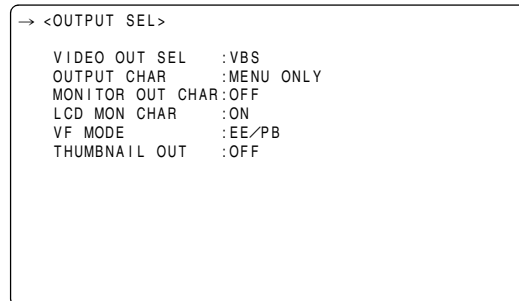 → <OUTPUT SEL>
VIDEO OUT SEL :VBS
OUTPUT CHAR :MENU ONLY
MONITOR OUT CHAR:OFF
LCD MON CHAR :ON
VF MODE :EE/PB
THUMBNAIL OUT :OFF